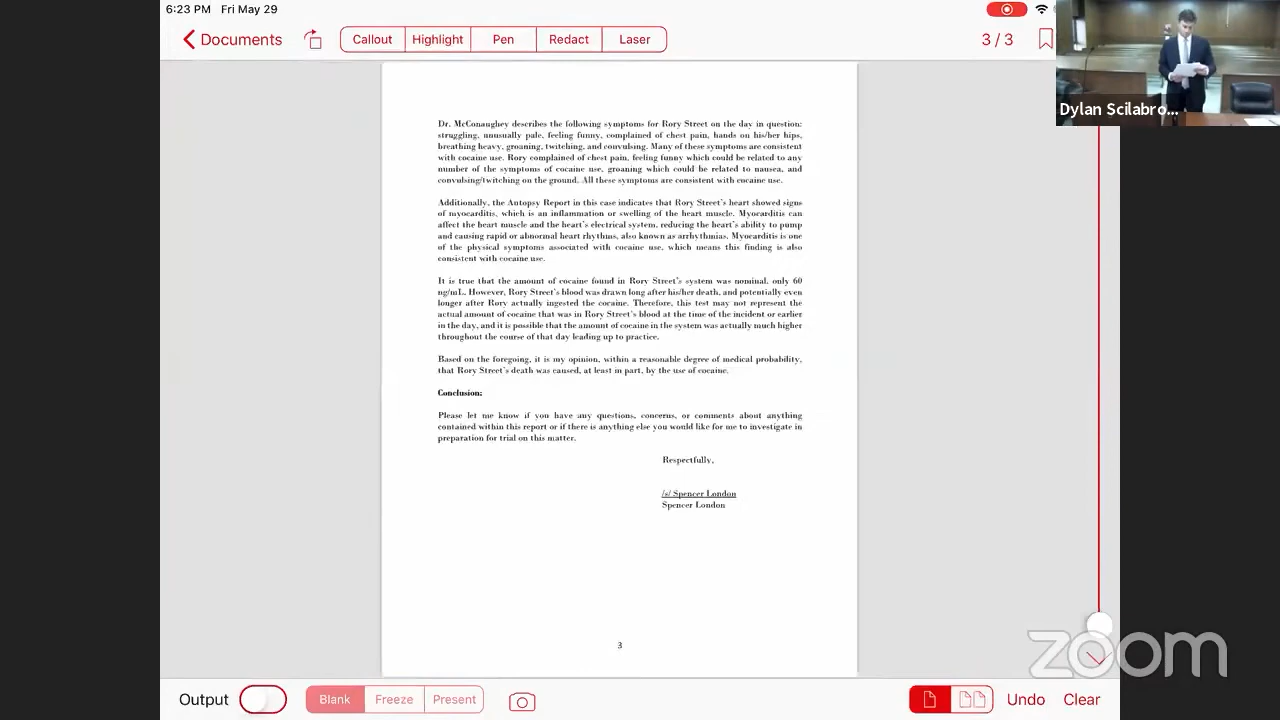 6:23 PM Fri May 29
Documents
Callout Highlight Pen Redact Laser
3 / 3
Dylan Scilabro...
Dr. McConaughey describes the following symptoms for Rory Street on the day in question:
struggling, unusually pale, feeling funny, complained of chest pain, hands on his/her hips,
breathing heavy, groaning, twitching, and convulsing. Many of these symptoms are consistent
with cocaine use. Rory complained of chest pain, feeling funny which could be related to any
number of the symptoms of cocaine use, groaning which could be related to nausea, and
convulsing/twitching on the ground. All these symptoms are consistent with cocaine use.
Additionally, the Autopsy Report in this case indicates that Rory Street's heart showed signs
of myocarditis, which is an inflammation or swelling of the heart muscle. Myocarditis can
affect the heart muscle and the heart's electrical system, reducing the heart's ability to pump
and causing rapid or abnormal heart rhythms, also known as arrhythmias. Myocarditis is one
of the physical symptoms associated with cocaine use, which means this finding is also
consistent with cocaine use.
It is true that the amount of cocaine found in Rory Street's system was nominal, only 60
ng/mL. However, Rory Street's blood was drawn long after his/her death, and potentially even
longer after Rory actually ingested the cocaine. Therefore, this test may not represent the
actual amount of cocaine that was in Rory Street's blood at the time of the incident or earlier
in the day, and it is possible that the amount of cocaine in the system was actually much higher
throughout the course of that day leading up to practice.
Based on the foregoing, it is my opinion, within a reasonable degree of medical probability,
that Rory Street's death was caused, at least in part, by the use of cocaine.
Conclusion:
Please let me know if you have any questions, concerns, or comments about anything
contained within this report or if there is anything else you would like for me to investigate in
preparation for trial on this matter.
Respectfully,
/s/ Spencer London
Spencer London
3
zoom
Output Blank Freeze Present Undo Clear